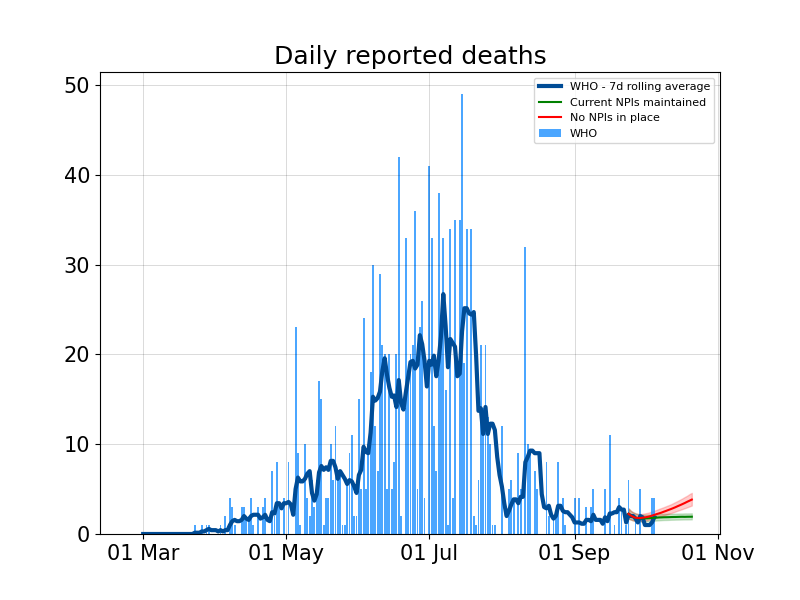 Daily reported deaths
WHO - 7d rolling average
Current NPIs maintained
No NPIs in place
WHO
50
40
30
20
10
0
01 Mar
01 May
01 Jul
01 Sep
01 Nov